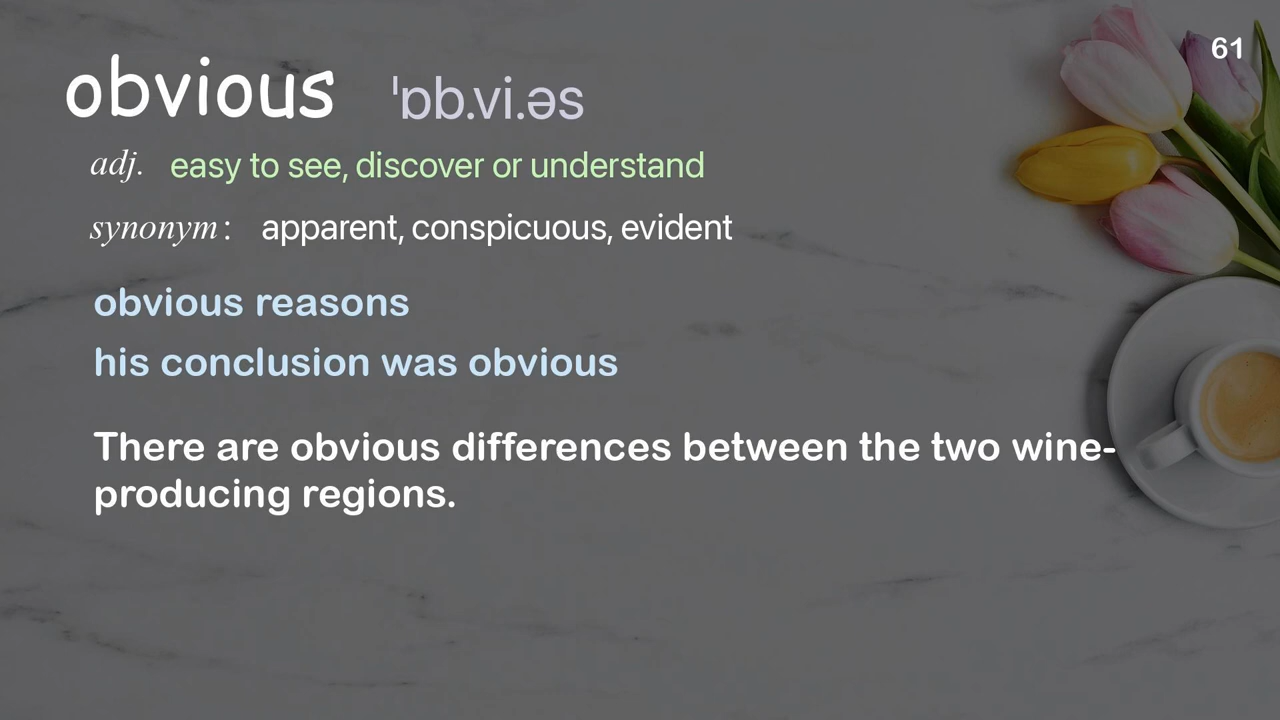 61
obvious ˈɒb.vi.əs
adj. easy to see, discover or understand
synonym: apparent, conspicuous, evident
obvious reasons
his conclusion was obvious
There are obvious differences between the two wine-
producing regions.